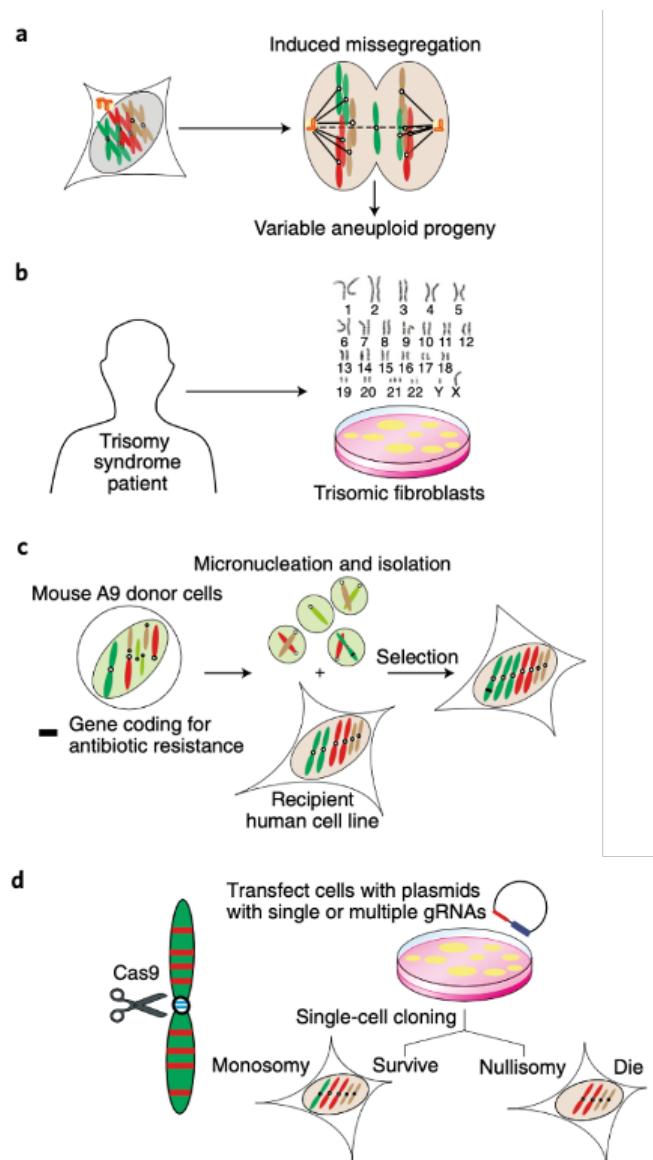 a
Induced missegregation
Variable aneuploid progeny
b
1 2 3 4 5
6 7 8 9 10 11 12
13 14 15 16 17 18
19 20 21 22 Y X
Trisomy
syndrome
patient
Trisomic fibroblasts
c
Micronucleation and isolation
Mouse A9 donor cells
+
Selection
Gene coding for
antibiotic resistance
Recipient
human cell line
d
Transfect cells with plasmids
with single or multiple gRNAs
Cas9
Single-cell cloning
Monosomy Survive Nullisomy Die